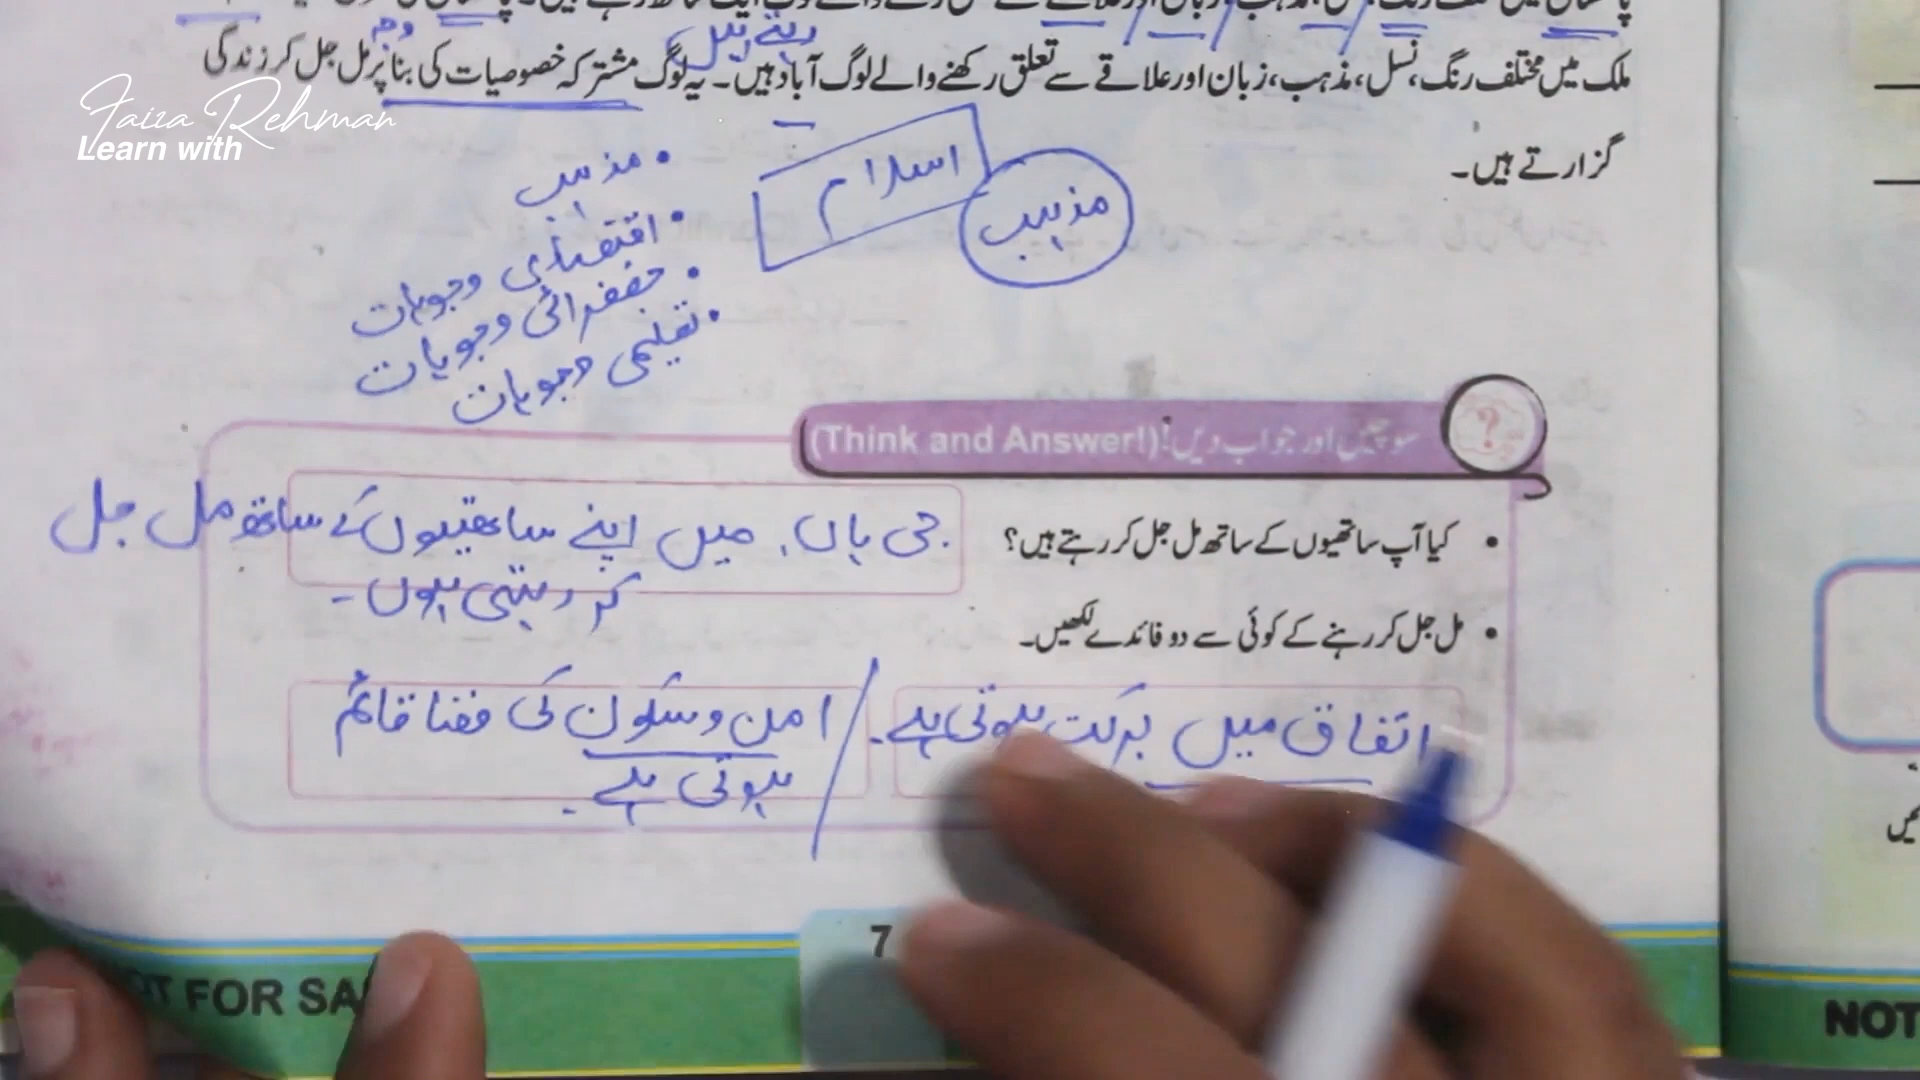 رہتے ہیں
وجہ
ملک میں مختلف رنگ، نسل، مذہب، زبان اور علاقے سے تعلق رکھنے والے لوگ آباد ہیں۔ یہ لوگ مشترکہ خصوصیات کی بنا پر مل جل کر زندگی
گزارتے ہیں۔
Faiza Rehman
Learn with
اسلام
مذہب
• مذہب
• اقتصادی وجوہات
• جغفرائی وجوہات
• تعلیمی وجوہات
سوچیں اور جواب دیں! (Think and Answer!)
?
• کیا آپ ساتھیوں کے ساتھ مل جل کر رہتے ہیں؟
جی ہاں، میں اپنے ساتھیوں کے ساتھ مل جل
کر رہتی ہوں۔
• مل جل کر رہنے کے کوئی سے دو فائدے لکھیں۔
اتفاق میں برکت ہوتی ہے۔
امن و سکون کی فضا قائم
ہوتی ہے۔
7
FOR SA
NOT